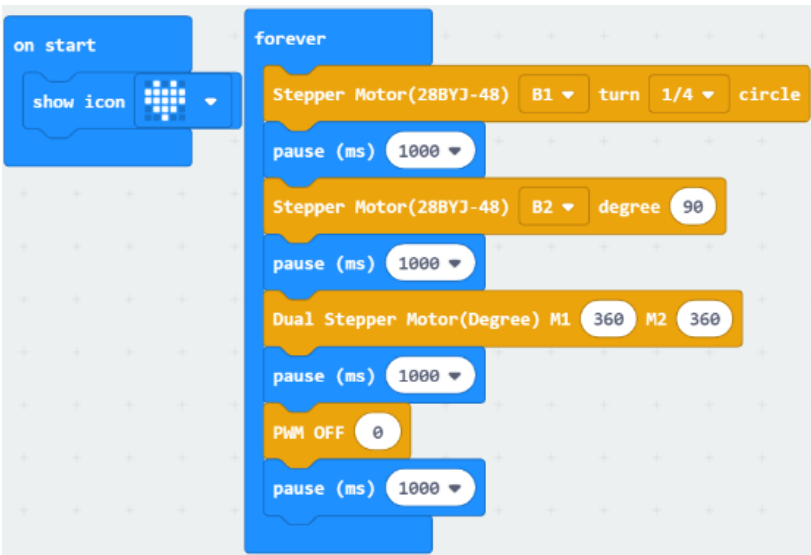 on start
show icon
forever
Stepper Motor(28BYJ-48) B1 turn 1/4 circle
pause (ms) 1000
Stepper Motor(28BYJ-48) B2 degree 90
pause (ms) 1000
Dual Stepper Motor(Degree) M1 360 M2 360
pause (ms) 1000
PWM OFF 0
pause (ms) 1000